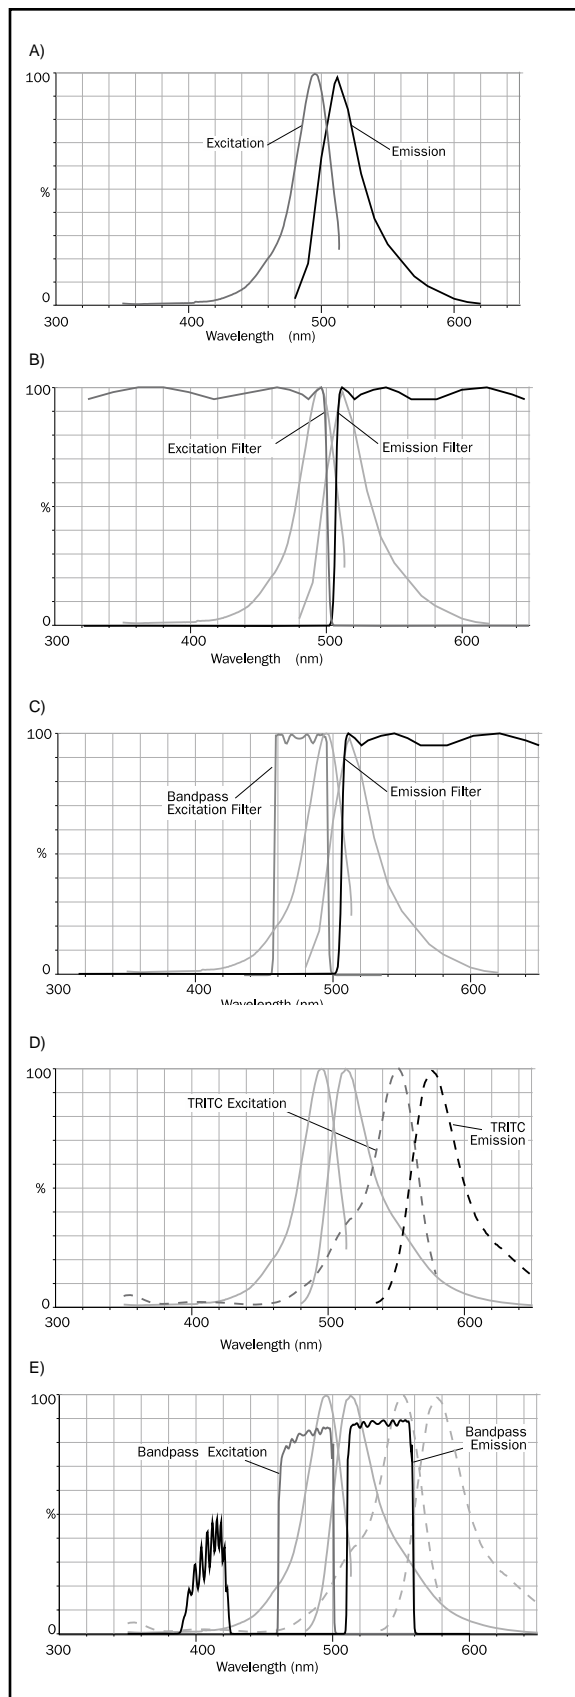 A)
100
Excitation
Emission
%
0
300
400
500
600
Wavelength (nm)
B)
100
Excitation Filter
Emission Filter
%
0
300
400
500
600
Wavelength (nm)
C)
100
Bandpass
Excitation Filter
Emission Filter
%
0
300
400
500
600
Wavelength (nm)
D)
100
TRITC Excitation
TRITC
Emission
%
0
300
400
500
600
Wavelength (nm)
E)
100
Bandpass Excitation
Bandpass
Emission
%
0
300
400
500
600
Wavelength (nm)